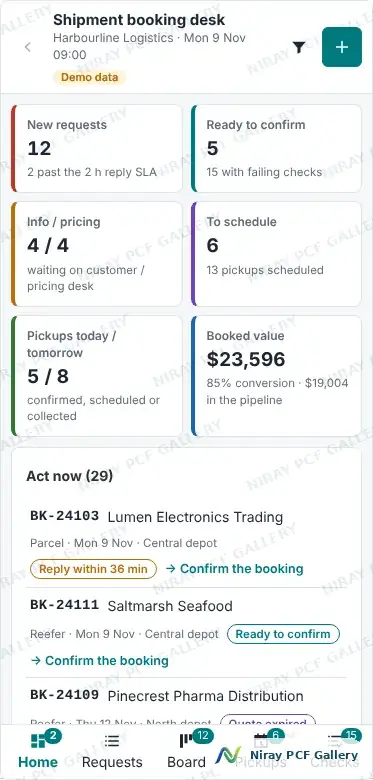 Shipment booking desk
Harbourline Logistics · Mon 9 Nov
09:00
Demo data
New requests
12
2 past the 2 h reply SLA
Ready to confirm
5
15 with failing checks
Info / pricing
4 / 4
waiting on customer /
pricing desk
To schedule
6
13 pickups scheduled
Pickups today /
tomorrow
5 / 8
confirmed, scheduled or
collected
Booked value
$23,596
85% conversion · $19,004
in the pipeline
Act now (29)
BK-24103 Lumen Electronics Trading
Parcel · Mon 9 Nov · Central depot
Reply within 36 min → Confirm the booking
BK-24111 Saltmarsh Seafood
Reefer · Mon 9 Nov · Central depot Ready to confirm
→ Confirm the booking
BK-24109 Pinecrest Pharma Distribution
Reefer · Thu 12 Nov · North depot Quote expired
2 12 6 15
Home Requests Board Pickups Checks
Niray PCF Gallery
NIRAY PCF GALLERY